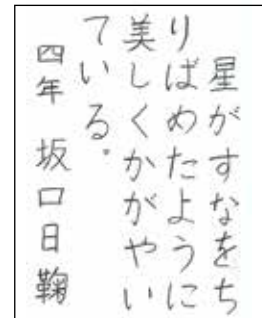 星がすなをち
りばめたように
美しくかがやい
ている。
四年 坂口日鞠